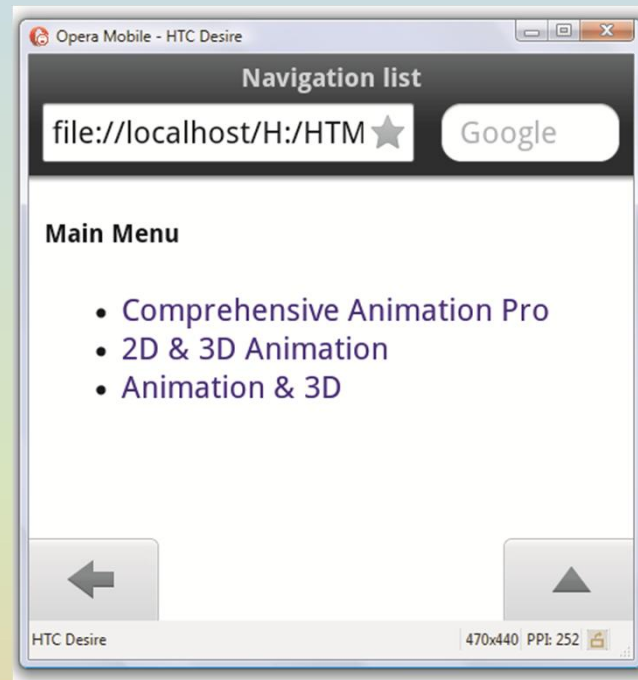 Opera Mobile - HTC Desire
Navigation list
file://localhost/H:/HTM
Google
Main Menu
• Comprehensive Animation Pro
• 2D & 3D Animation
• Animation & 3D
HTC Desire
470x440 PPI: 252